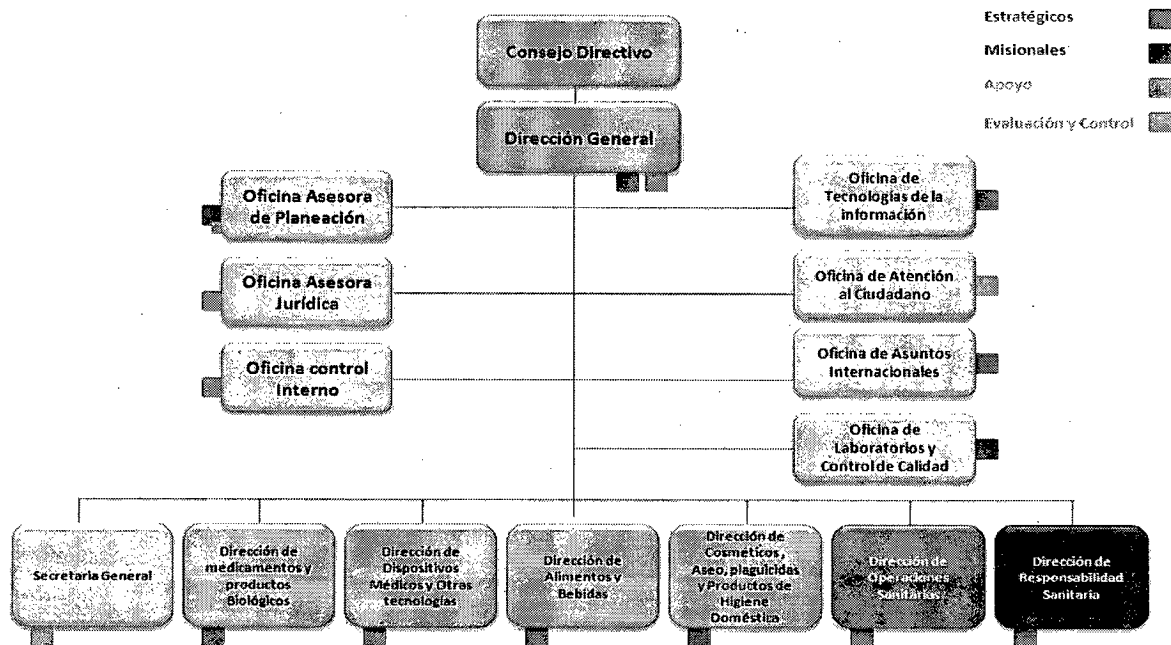 Estratégicos
Misionales
Apoyo
Evaluación y Control
Consejo Directivo
Dirección General
Oficina Asesora
de Planeación
Oficina de
Tecnologías de la
información
Oficina Asesora
Jurídica
Oficina de Atención
al Ciudadano
Oficina control
Interno
Oficina de Asuntos
Internacionales
Oficina de
Laboratorios y
Control de Calidad
Secretaria General
Dirección de
medicamentos y
productos
Biológicos
Dirección de
Dispositivos
Médicos y Otras
tecnologías
Dirección de
Alimentos y
Bebidas
Dirección de
Cosméticos,
Aseo, plaguicidas
y Productos de
Higiene
Doméstica
Dirección de
Operaciones
Sanitarias
Dirección de
Responsabilidad
Sanitaria